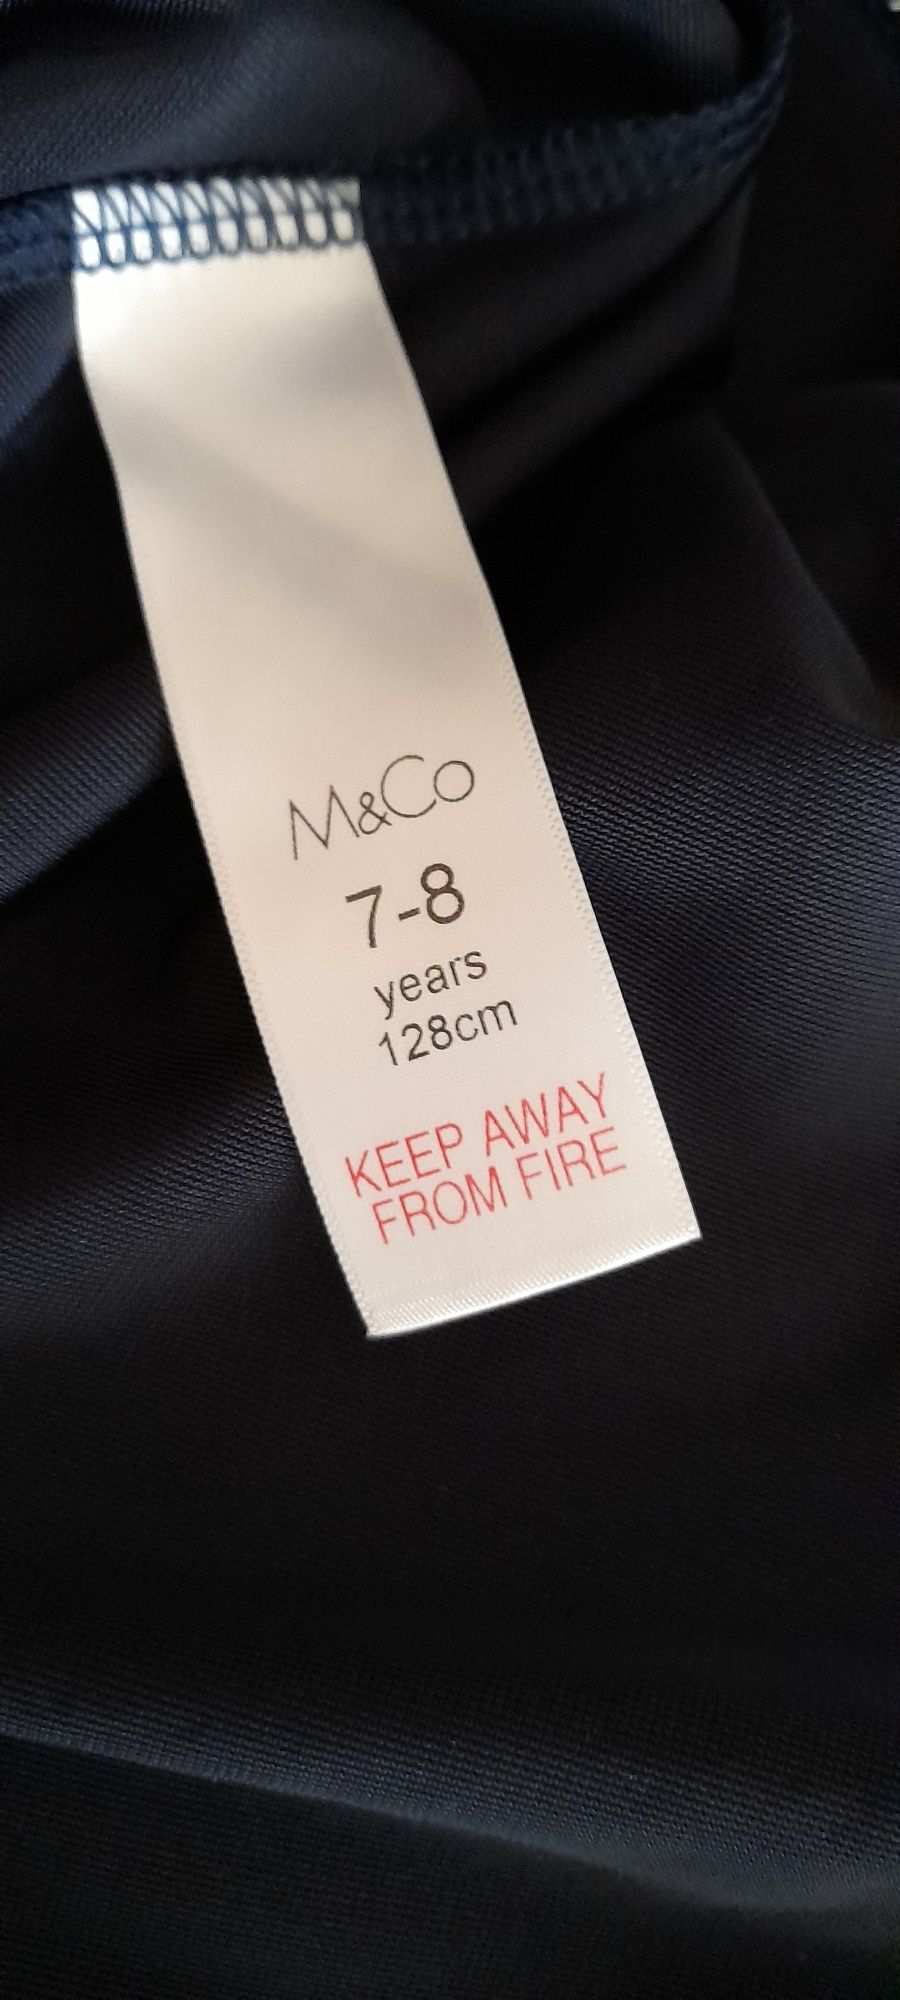 M&Co
7-8
years
128cm
KEEP AWAY
FROM FIRE